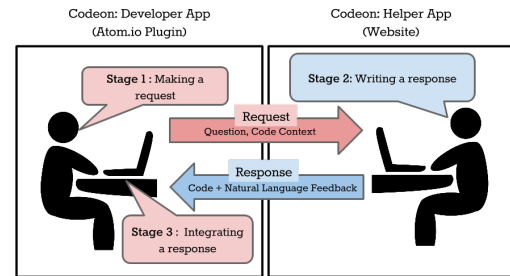 Codeon: Developer App
(Atom.io Plugin)
Codeon: Helper App
(Website)
Stage 1 : Making a
request
Stage 2: Writing a response
Request
Question, Code Context
Response
Code + Natural Language Feedback
Stage 3 : Integrating
a response